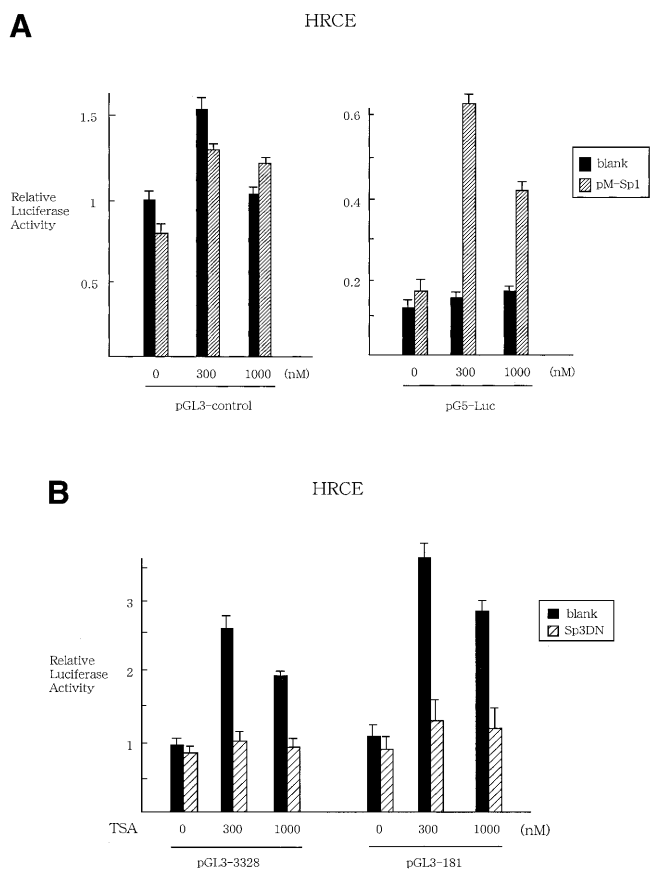 A
HRCE
1.5
1
0.5
Relative
Luciferase
Activity
0 300 1000 (nM)
pGL3-control
0.6
0.4
0.2
0 300 1000 (nM)
pG5-Luc
blank
pM-Sp1
B
HRCE
3
2
1
Relative
Luciferase
Activity
TSA 0 300 1000 0 300 1000 (nM)
pGL3-3328 pGL3-181
blank
Sp3DN